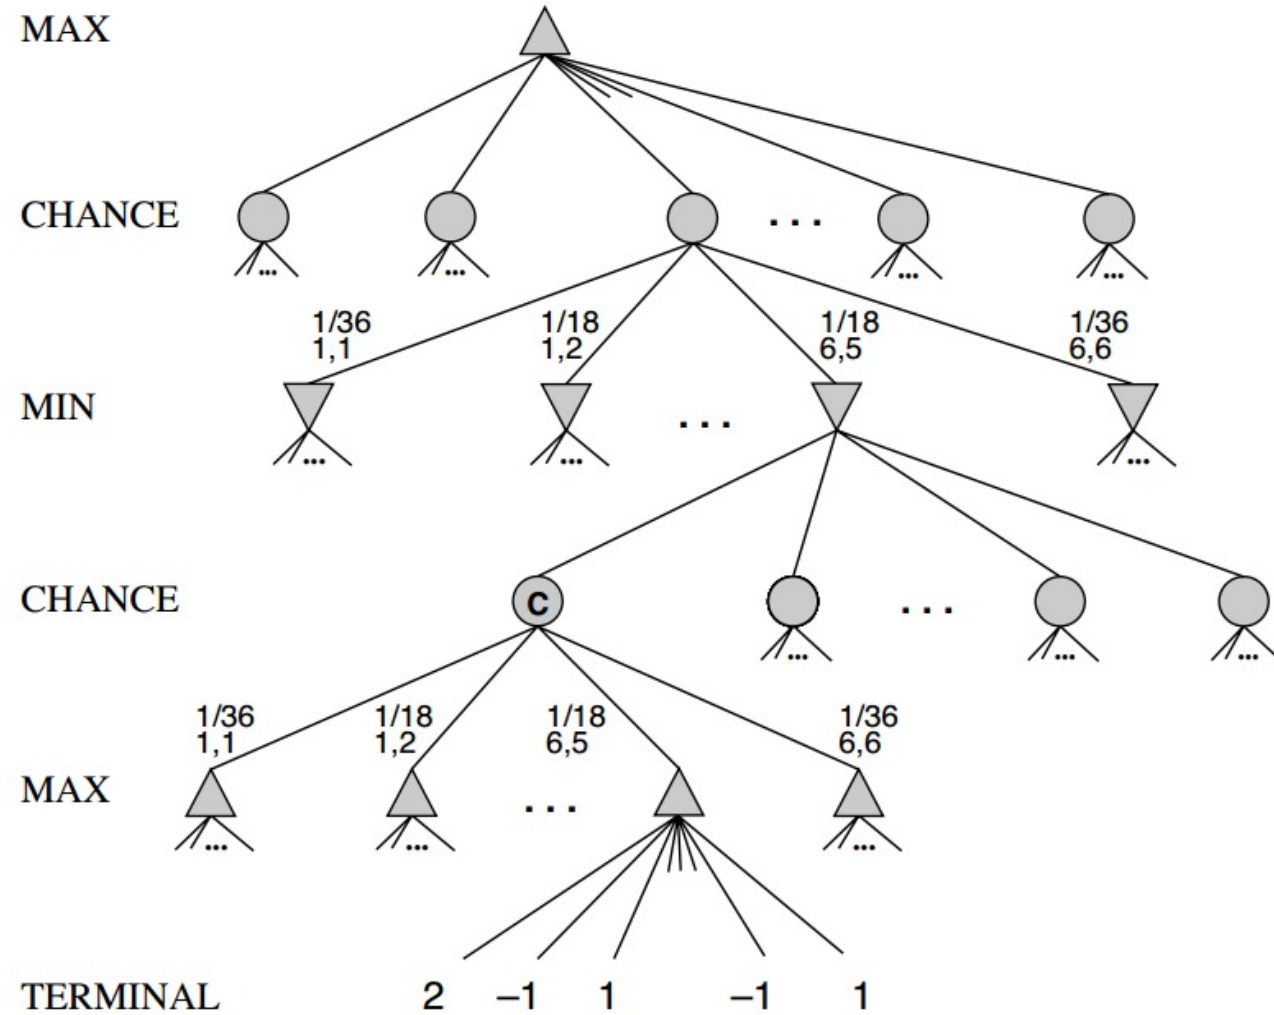 MAX
CHANCE
. . .
... ... ... ...
1/36 1/18 1/18 1/36
1,1 1,2 6,5 6,6
MIN
. . .
... ... ...
CHANCE
C
. . .
... ... ...
1/36 1/18 1/18 1/36
1,1 1,2 6,5 6,6
MAX
. . .
... ... ...
TERMINAL 2 –1 1 –1 1